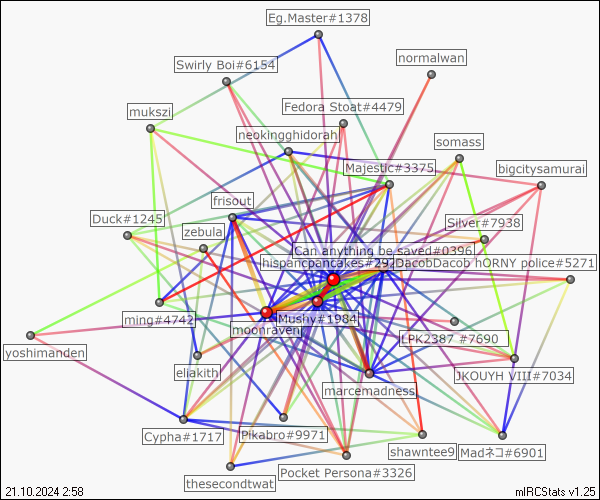 Eg.Master#1378
normalwan
Swirly Boi#6154
Fedora Stoat#4479
mukszi
neokingghidorah
somass
Majestic#3375
bigcitysamurai
frisout
Duck#1245
Silver#7938
zebula
Can anything be saved#0396
hispanicpancakes#29
DacobDacob
hORNY police#5271
ming#4742
Mushy#1984
moonraven
LPK2387 #7690
yoshimanden
eliakith
JKOUYH VIII#7034
marcemadness
Cypha#1717
Pikabro#9971
shawntee9
Madネコ#6901
Pocket Persona#3326
thesecondtwat
21.10.2024 2:58
mIRCStats v1.25